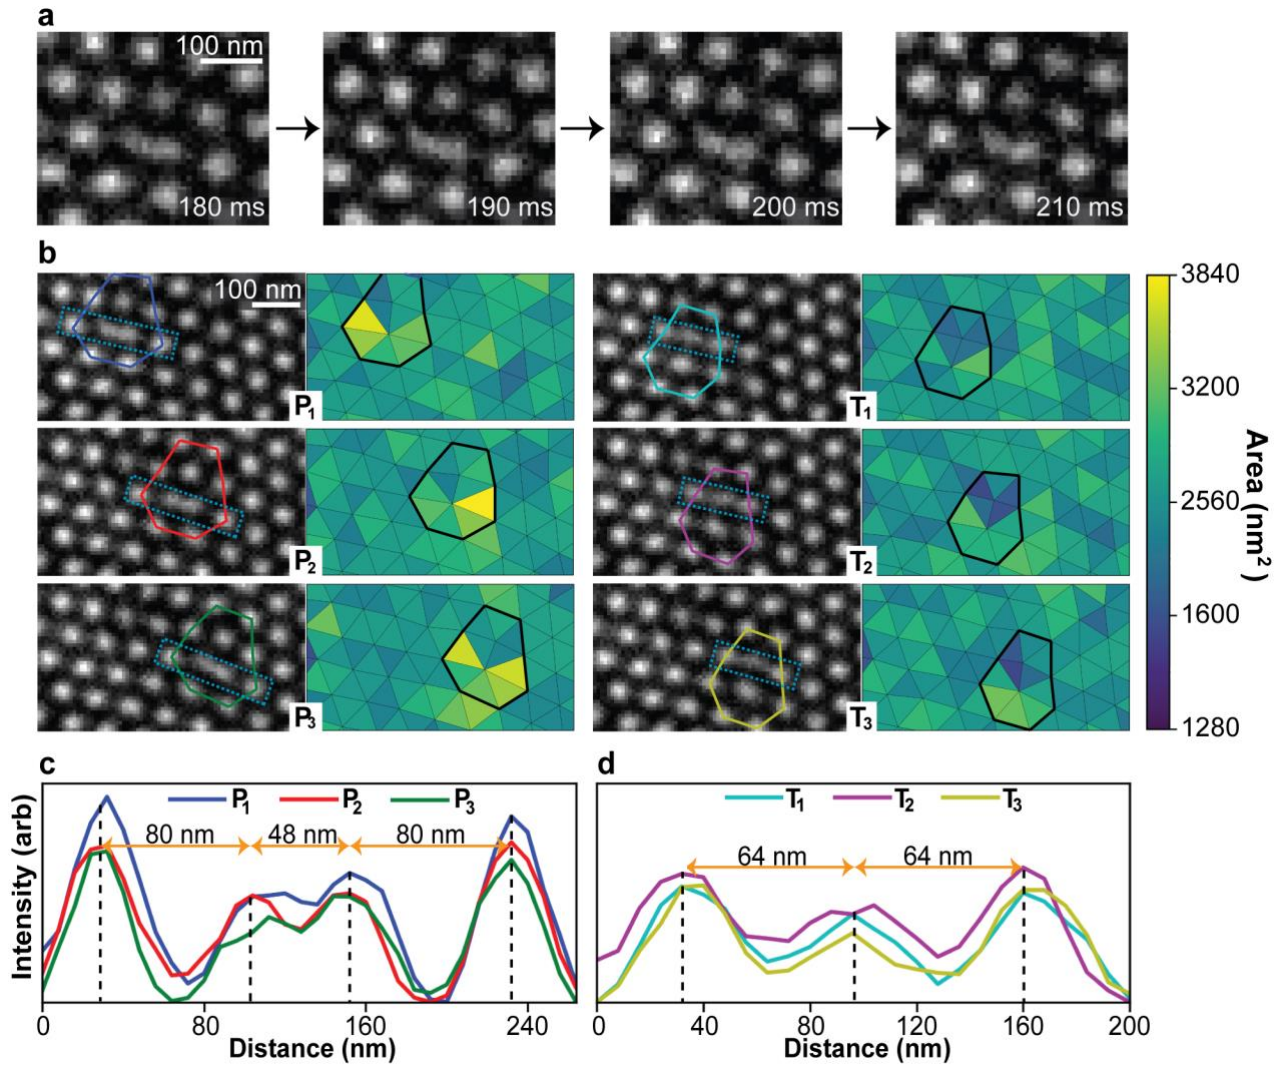 a
100 nm
180 ms
190 ms
200 ms
210 ms
b
100 nm
P1
P2
P3
T1
T2
T3
3840
3200
2560
1600
1280
Area (nm²)
c
P1 P2 P3
80 nm 48 nm 80 nm
Intensity (arb)
0 80 160 240
Distance (nm)
d
T1 T2 T3
64 nm 64 nm
0 40 80 120 160 200
Distance (nm)